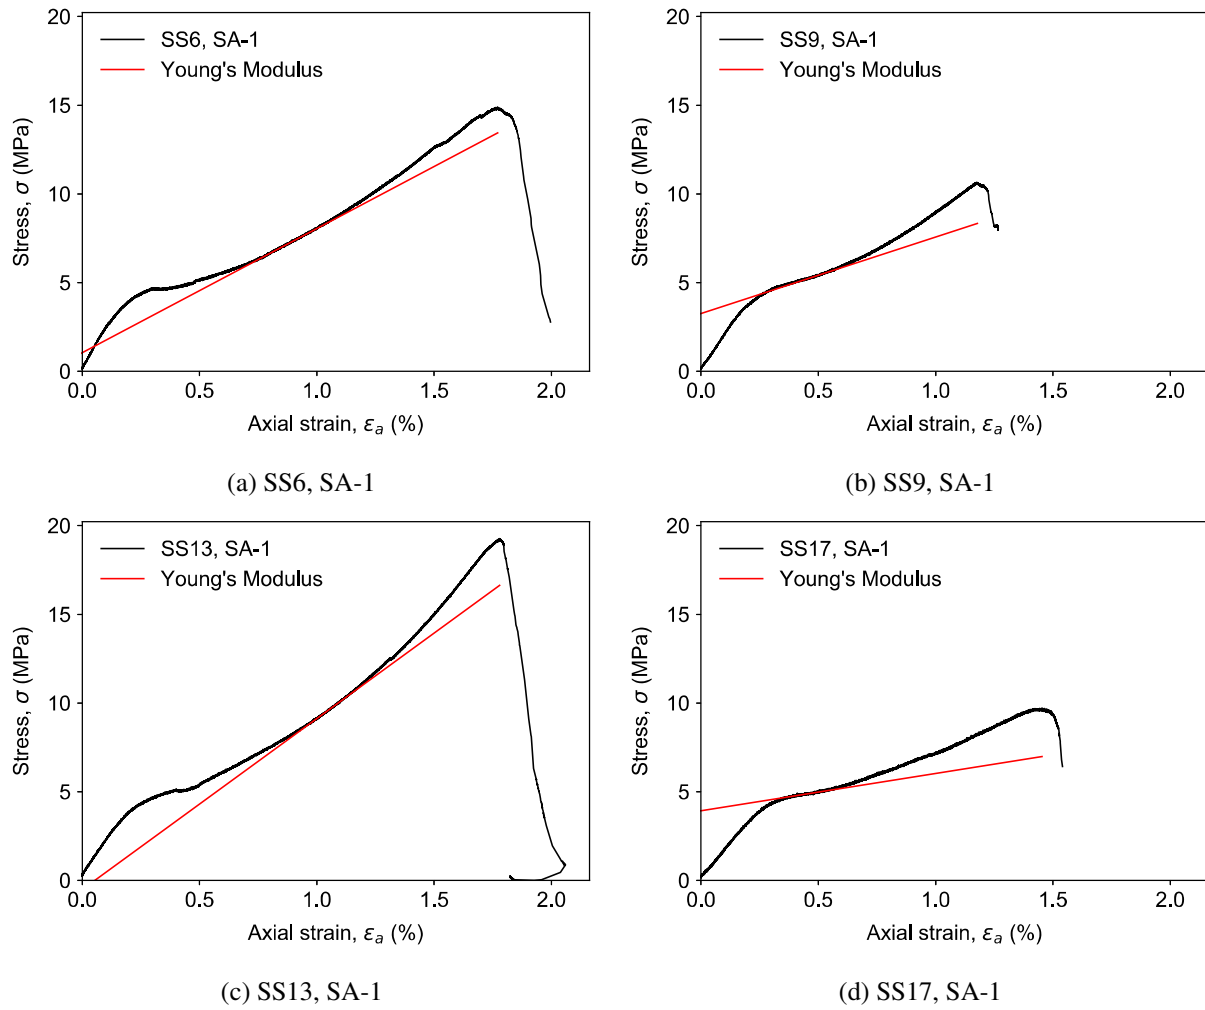 20
15
10
5
0
Stress, σ (MPa)
SS6, SA-1
Young's Modulus
0.0 0.5 1.0 1.5 2.0
Axial strain, εa (%)
(a) SS6, SA-1
20
15
10
5
0
Stress, σ (MPa)
SS9, SA-1
Young's Modulus
0.0 0.5 1.0 1.5 2.0
Axial strain, εa (%)
(b) SS9, SA-1
20
15
10
5
0
Stress, σ (MPa)
SS13, SA-1
Young's Modulus
0.0 0.5 1.0 1.5 2.0
Axial strain, εa (%)
(c) SS13, SA-1
20
15
10
5
0
Stress, σ (MPa)
SS17, SA-1
Young's Modulus
0.0 0.5 1.0 1.5 2.0
Axial strain, εa (%)
(d) SS17, SA-1